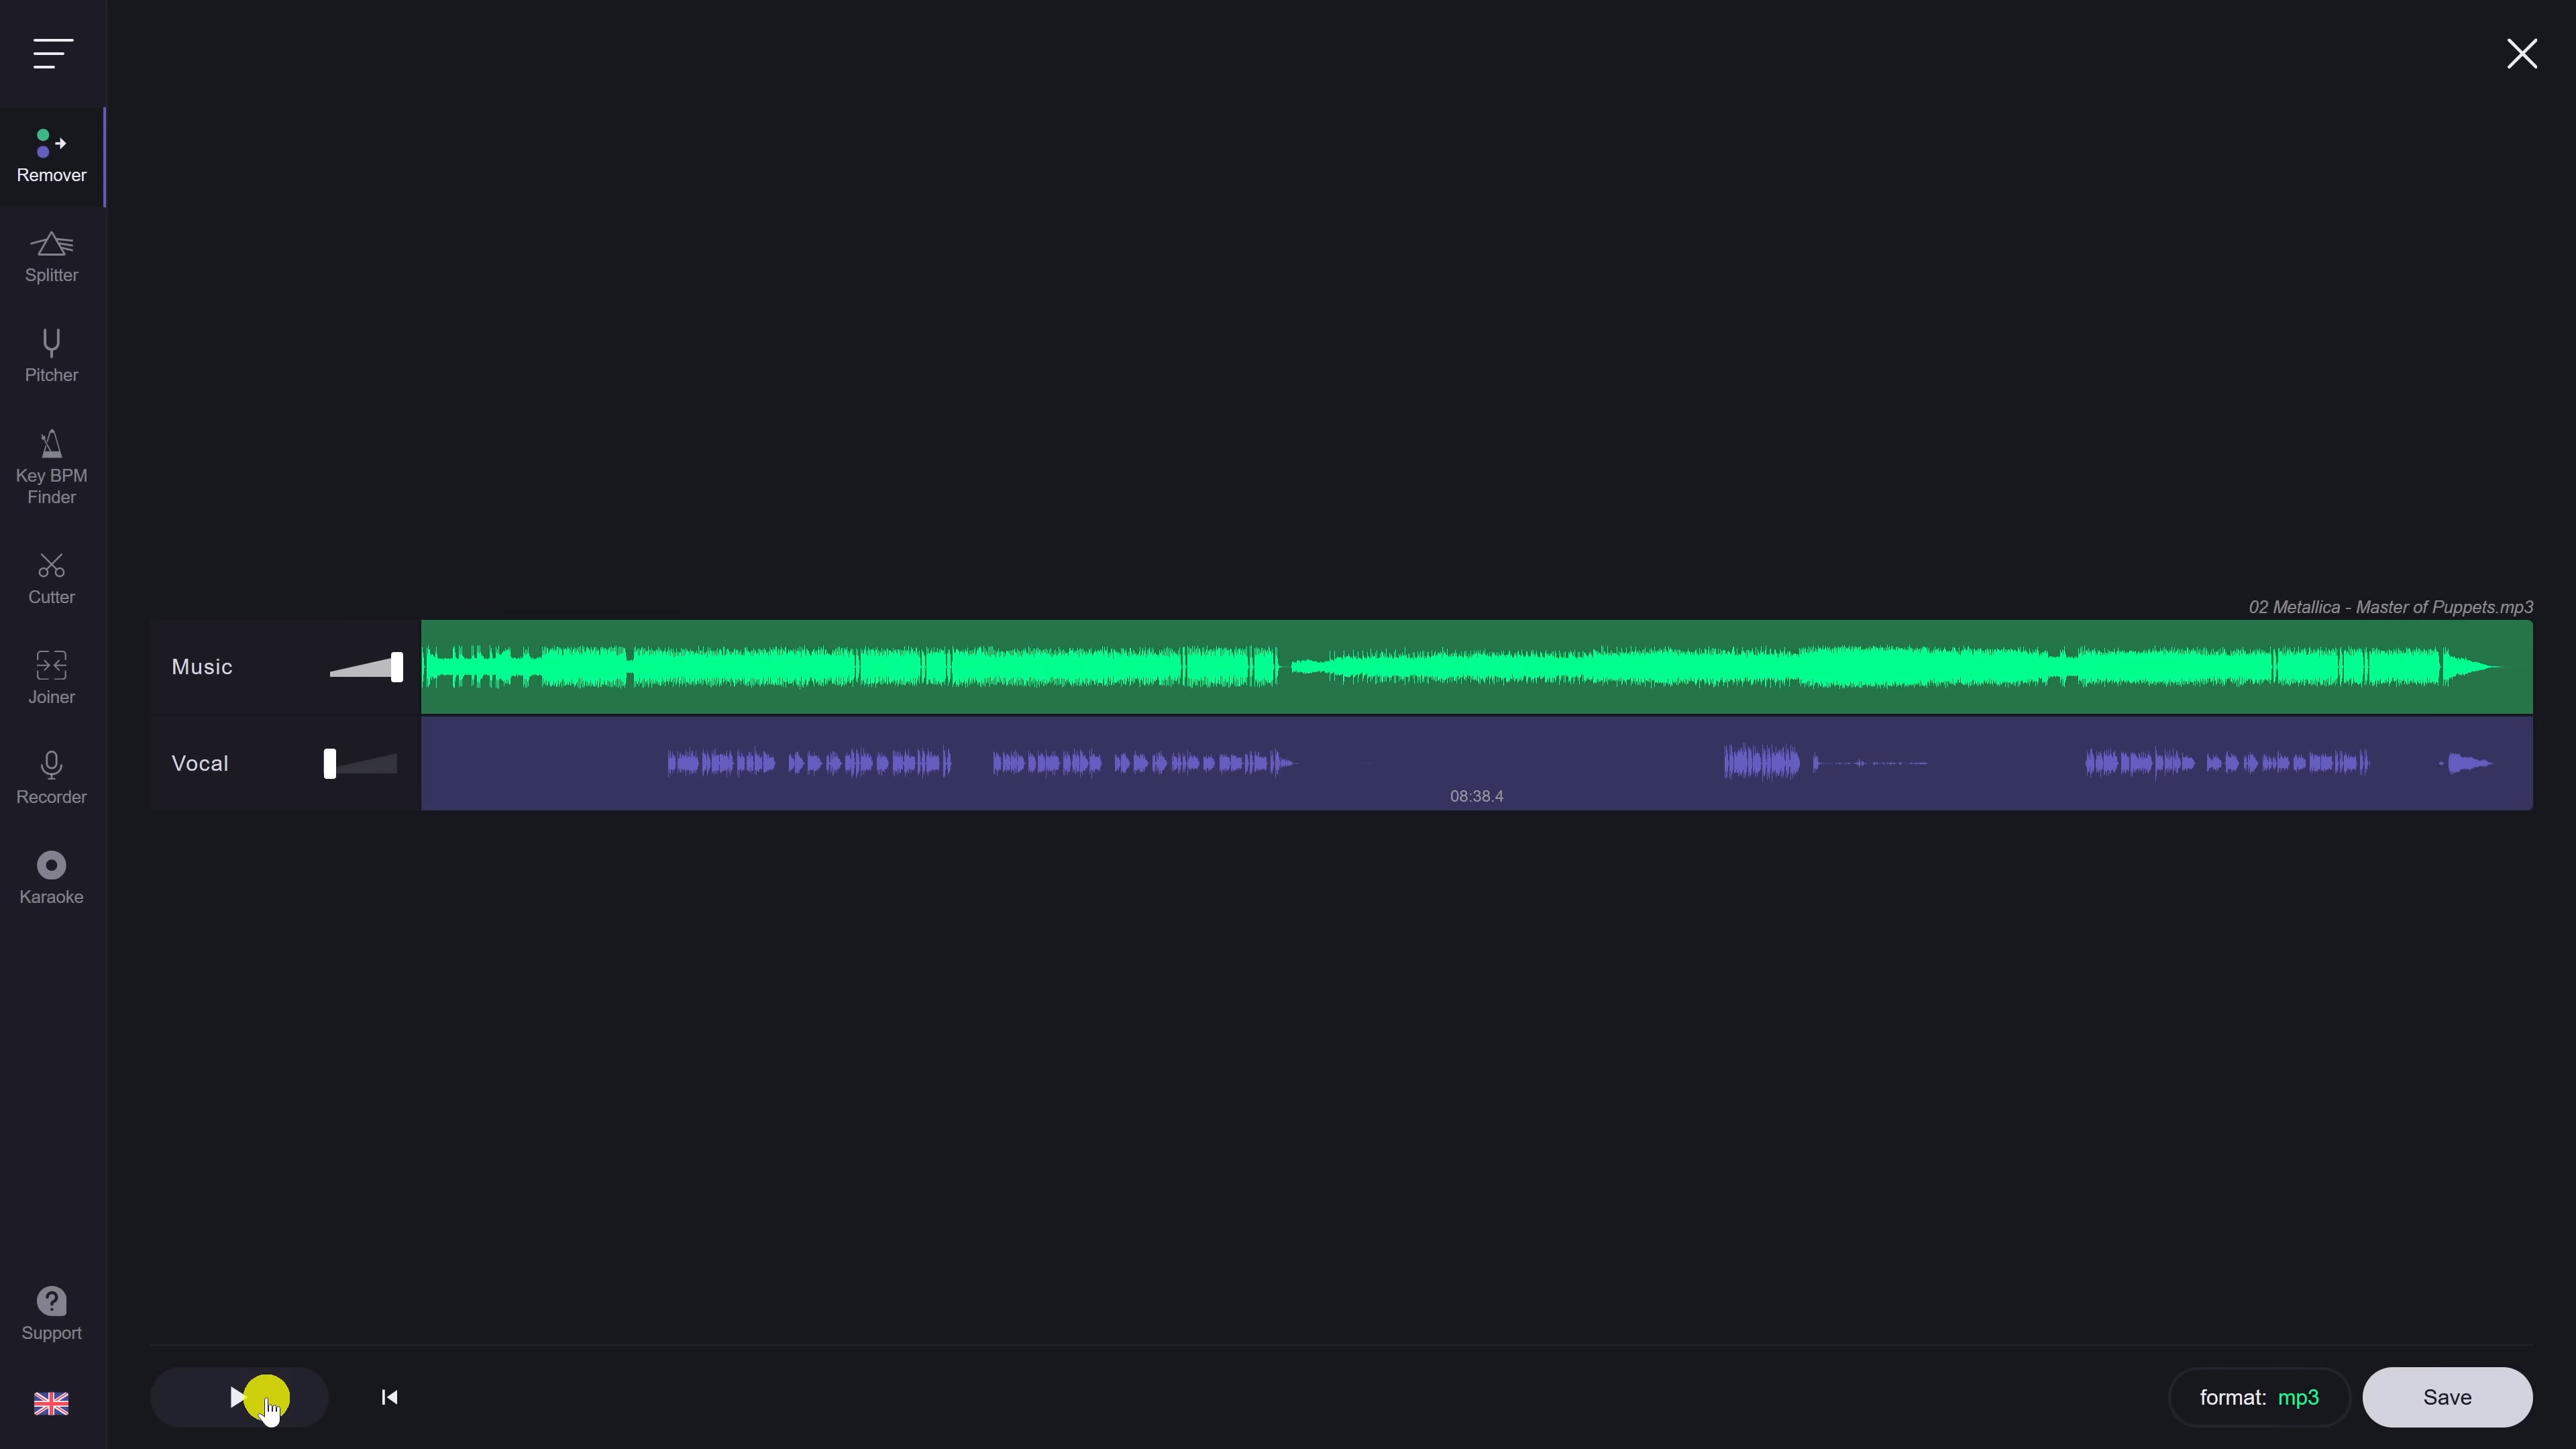 Remover
Splitter
Pitcher
Key BPM
Finder
Cutter
Joiner
Recorder
Karaoke
Support
02 Metallica - Master of Puppets.mp3
Music
Vocal
08:38.4
format: mp3
Save